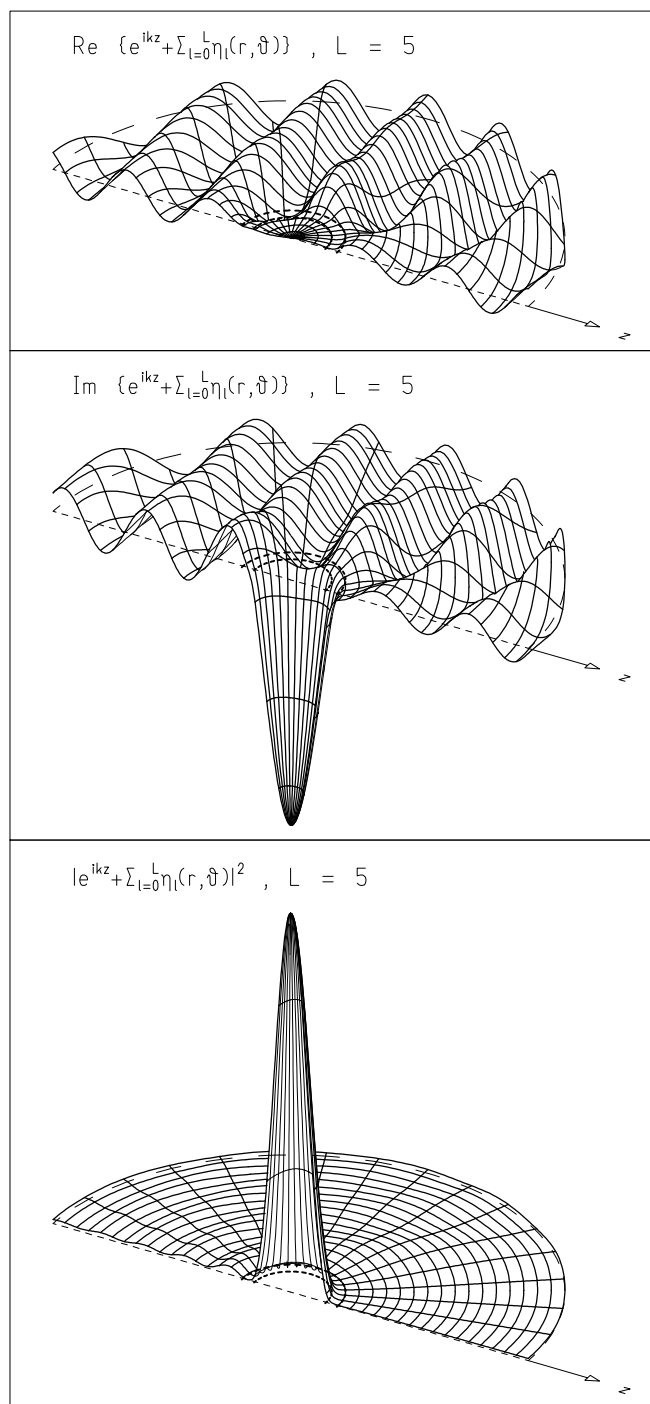 Re {e^{ikz}+Σ_{l=0}^{L}η_l(r,ϑ)} , L = 5
z
Im {e^{ikz}+Σ_{l=0}^{L}η_l(r,ϑ)} , L = 5
z
|e^{ikz}+Σ_{l=0}^{L}η_l(r,ϑ)|² , L = 5
z